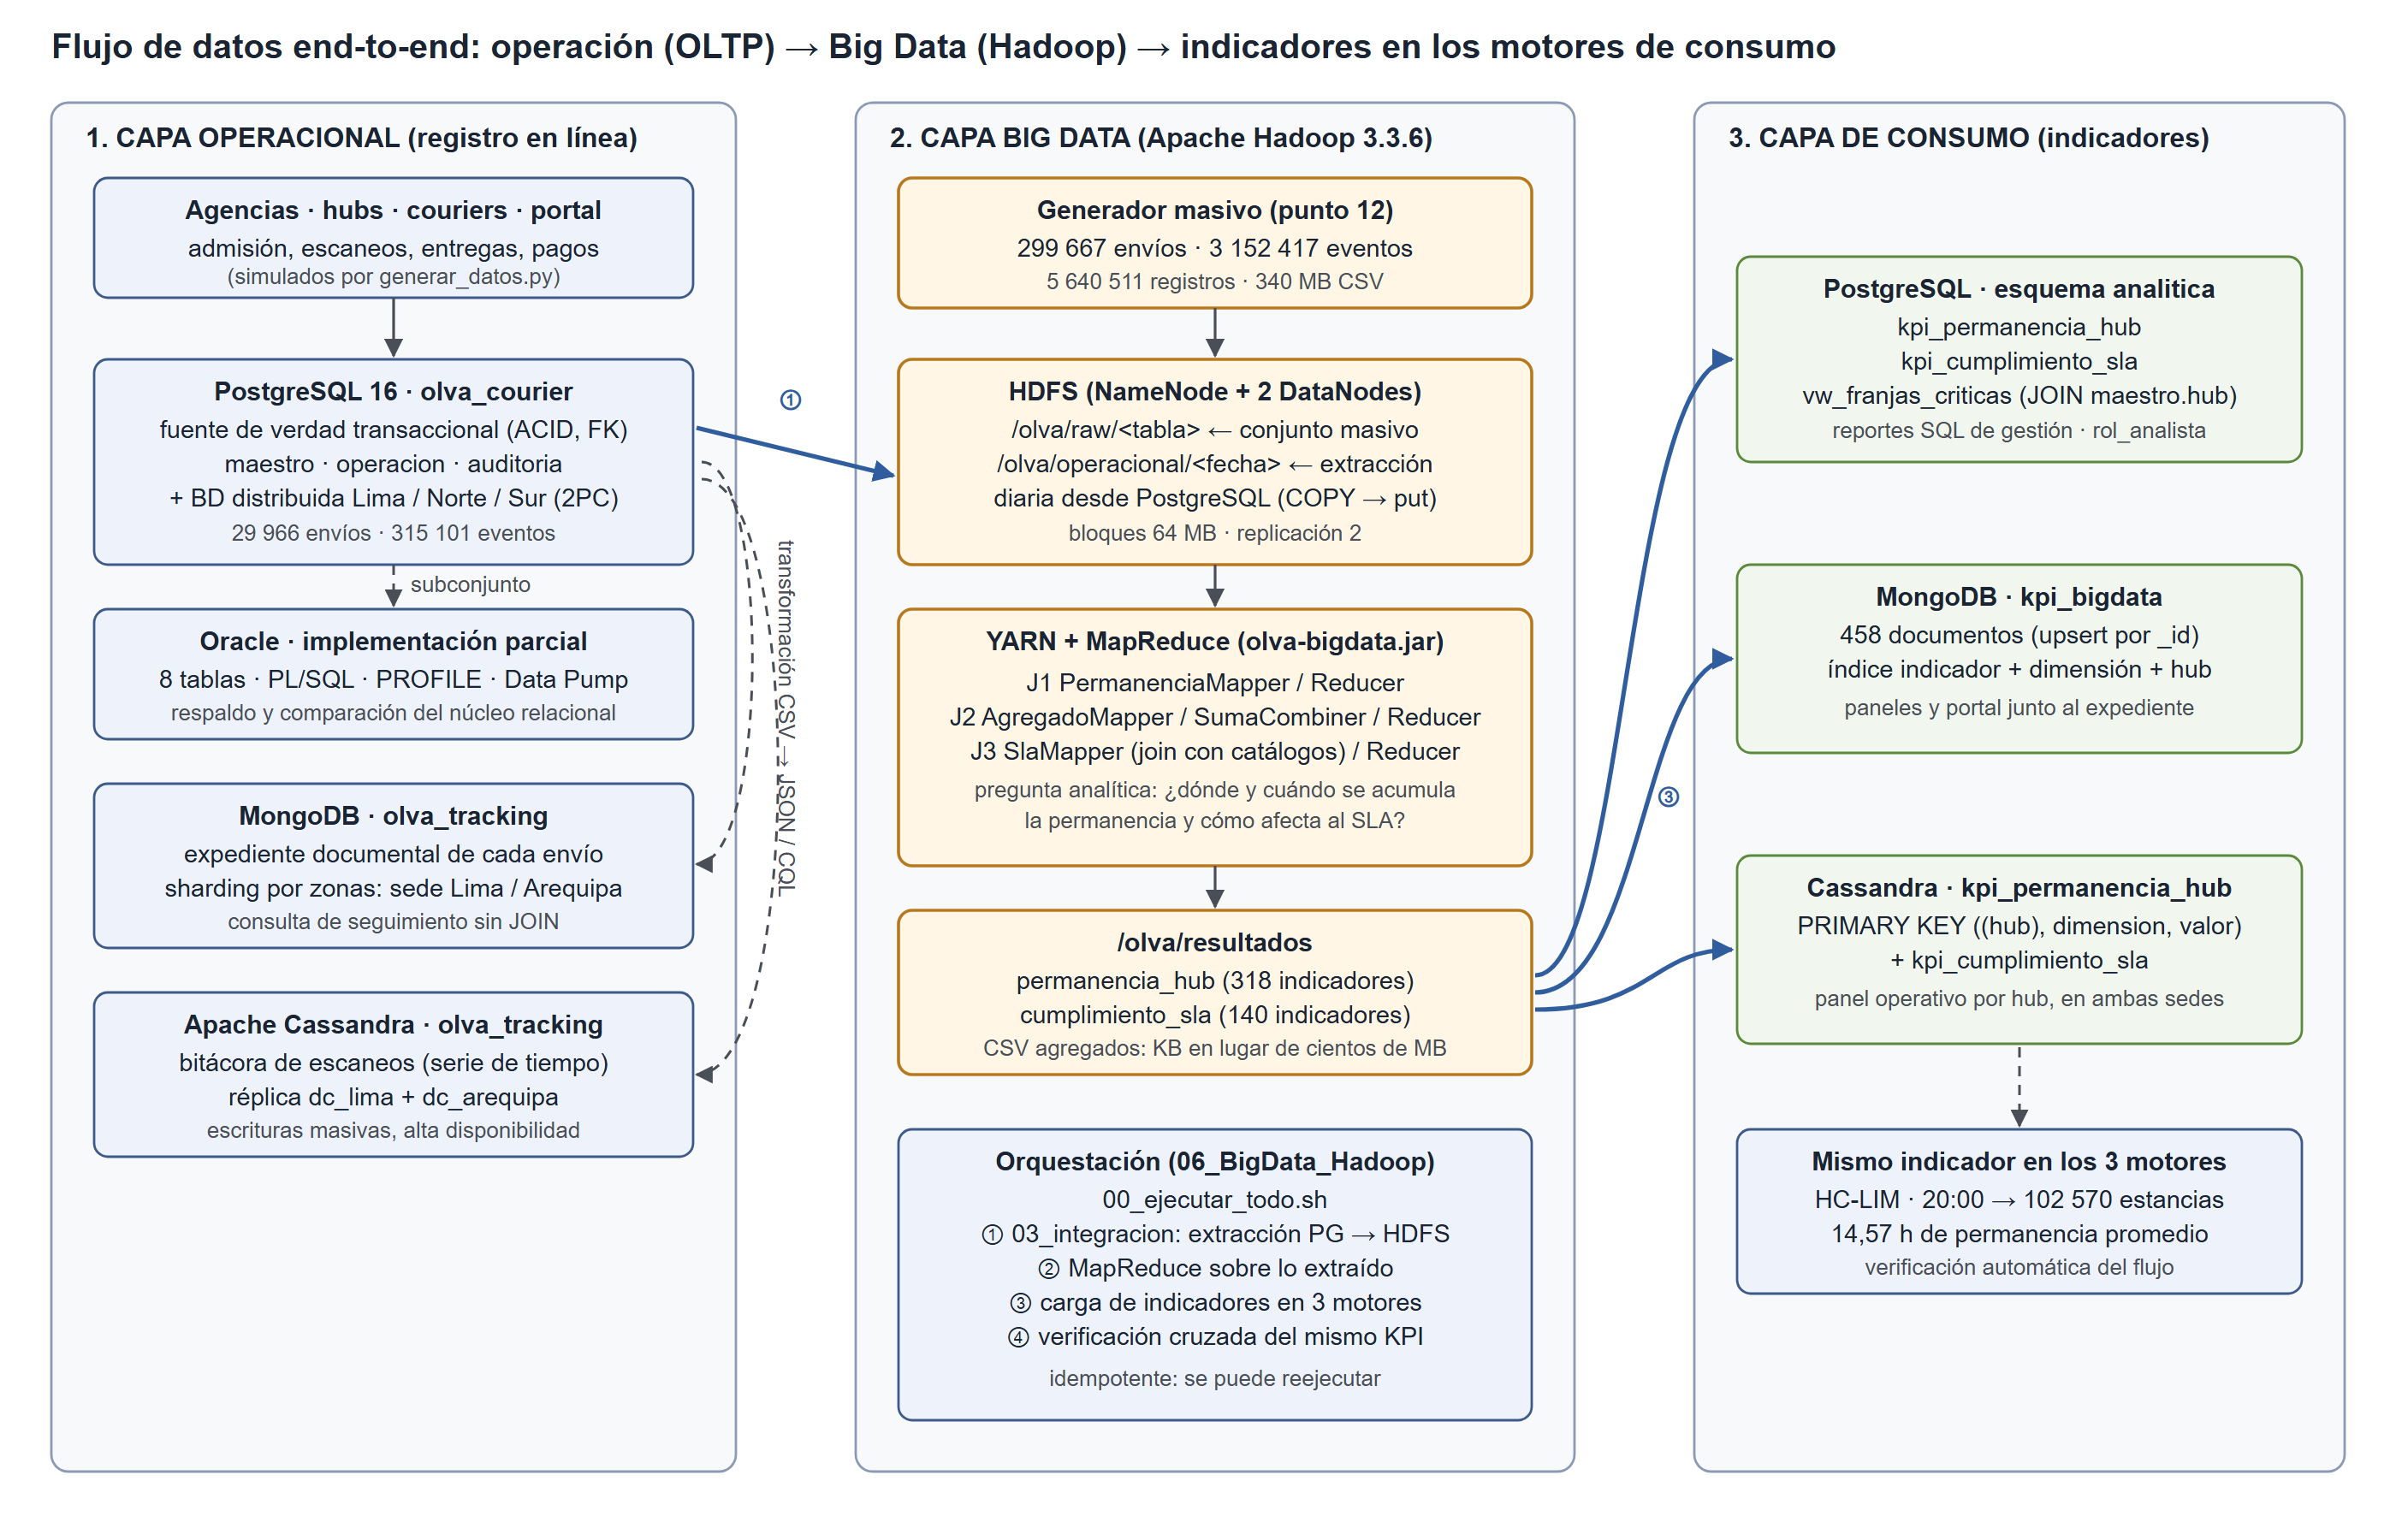 Flujo de datos end-to-end: operación (OLTP) → Big Data (Hadoop) → indicadores en los motores de consumo
1. CAPA OPERACIONAL (registro en línea)
Agencias · hubs · couriers · portal
admisión, escaneos, entregas, pagos
(simulados por generar_datos.py)
PostgreSQL 16 · olva_courier
fuente de verdad transaccional (ACID, FK)
maestro · operacion · auditoria
+ BD distribuida Lima / Norte / Sur (2PC)
29 966 envíos · 315 101 eventos
subconjunto
Oracle · implementación parcial
8 tablas · PL/SQL · PROFILE · Data Pump
respaldo y comparación del núcleo relacional
MongoDB · olva_tracking
expediente documental de cada envío
sharding por zonas: sede Lima / Arequipa
consulta de seguimiento sin JOIN
Apache Cassandra · olva_tracking
bitácora de escaneos (serie de tiempo)
réplica dc_lima + dc_arequipa
escrituras masivas, alta disponibilidad
①
transformación CSV → JSON / CQL
2. CAPA BIG DATA (Apache Hadoop 3.3.6)
Generador masivo (punto 12)
299 667 envíos · 3 152 417 eventos
5 640 511 registros · 340 MB CSV
HDFS (NameNode + 2 DataNodes)
/olva/raw/<tabla> ← conjunto masivo
/olva/operacional/<fecha> ← extracción
diaria desde PostgreSQL (COPY → put)
bloques 64 MB · replicación 2
YARN + MapReduce (olva-bigdata.jar)
J1 PermanenciaMapper / Reducer
J2 AgregadoMapper / SumaCombiner / Reducer
J3 SlaMapper (join con catálogos) / Reducer
pregunta analítica: ¿dónde y cuándo se acumula
la permanencia y cómo afecta al SLA?
/olva/resultados
permanencia_hub (318 indicadores)
cumplimiento_sla (140 indicadores)
CSV agregados: KB en lugar de cientos de MB
Orquestación (06_BigData_Hadoop)
00_ejecutar_todo.sh
① 03_integracion: extracción PG → HDFS
② MapReduce sobre lo extraído
③ carga de indicadores en 3 motores
④ verificación cruzada del mismo KPI
idempotente: se puede reejecutar
③
3. CAPA DE CONSUMO (indicadores)
PostgreSQL · esquema analitica
kpi_permanencia_hub
kpi_cumplimiento_sla
vw_franjas_criticas (JOIN maestro.hub)
reportes SQL de gestión · rol_analista
MongoDB · kpi_bigdata
458 documentos (upsert por _id)
índice indicador + dimensión + hub
paneles y portal junto al expediente
Cassandra · kpi_permanencia_hub
PRIMARY KEY ((hub), dimension, valor)
+ kpi_cumplimiento_sla
panel operativo por hub, en ambas sedes
Mismo indicador en los 3 motores
HC-LIM · 20:00 → 102 570 estancias
14,57 h de permanencia promedio
verificación automática del flujo